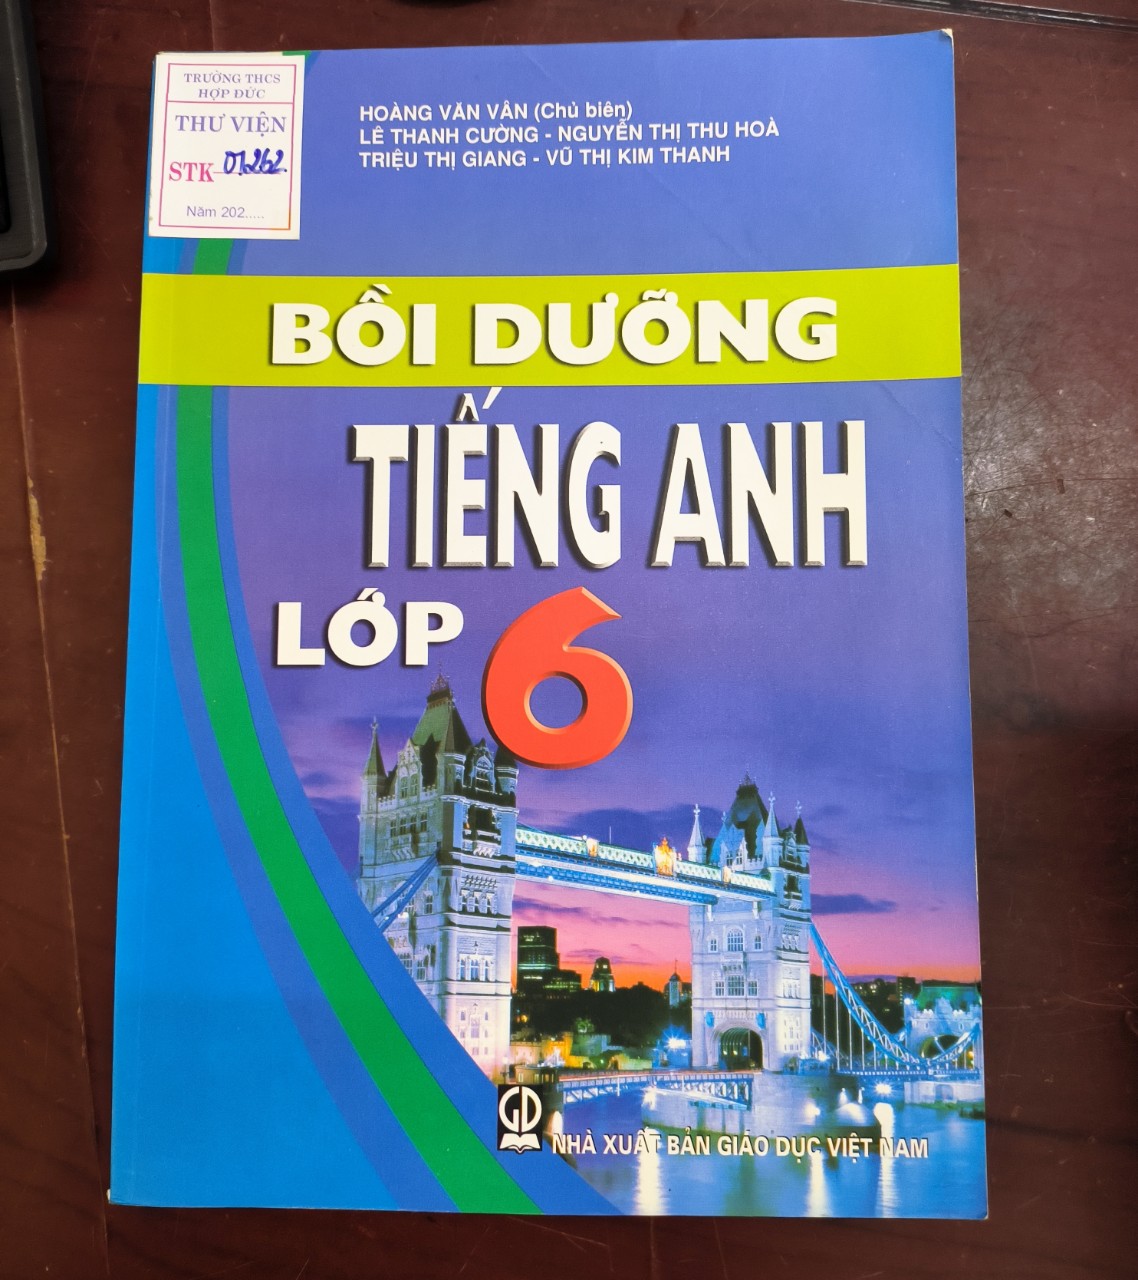 TRƯỜNG THCS
HỢP ĐỨC
THƯ VIỆN
STK 01262.
Năm 202.....
HOÀNG VĂN VÂN (Chủ biên)
LÊ THANH CƯỜNG - NGUYỄN THỊ THU HOÀ
TRIỆU THỊ GIANG - VŨ THỊ KIM THANH
BỒI DƯỠNG
TIẾNG ANH
LỚP 6
GD
NHÀ XUẤT BẢN GIÁO DỤC VIỆT NAM